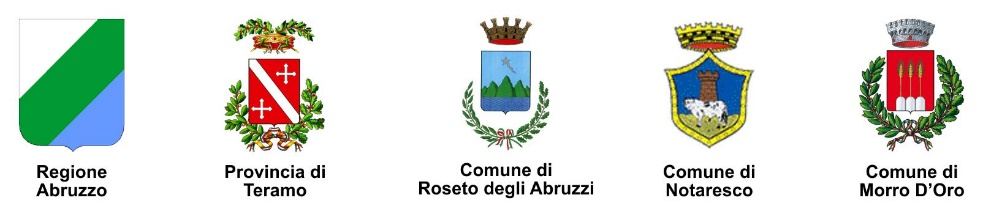 Regione
Abruzzo
Provincia di
Teramo
Comune di
Roseto degli Abruzzi
Comune di
Notaresco
Comune di
Morro D'Oro